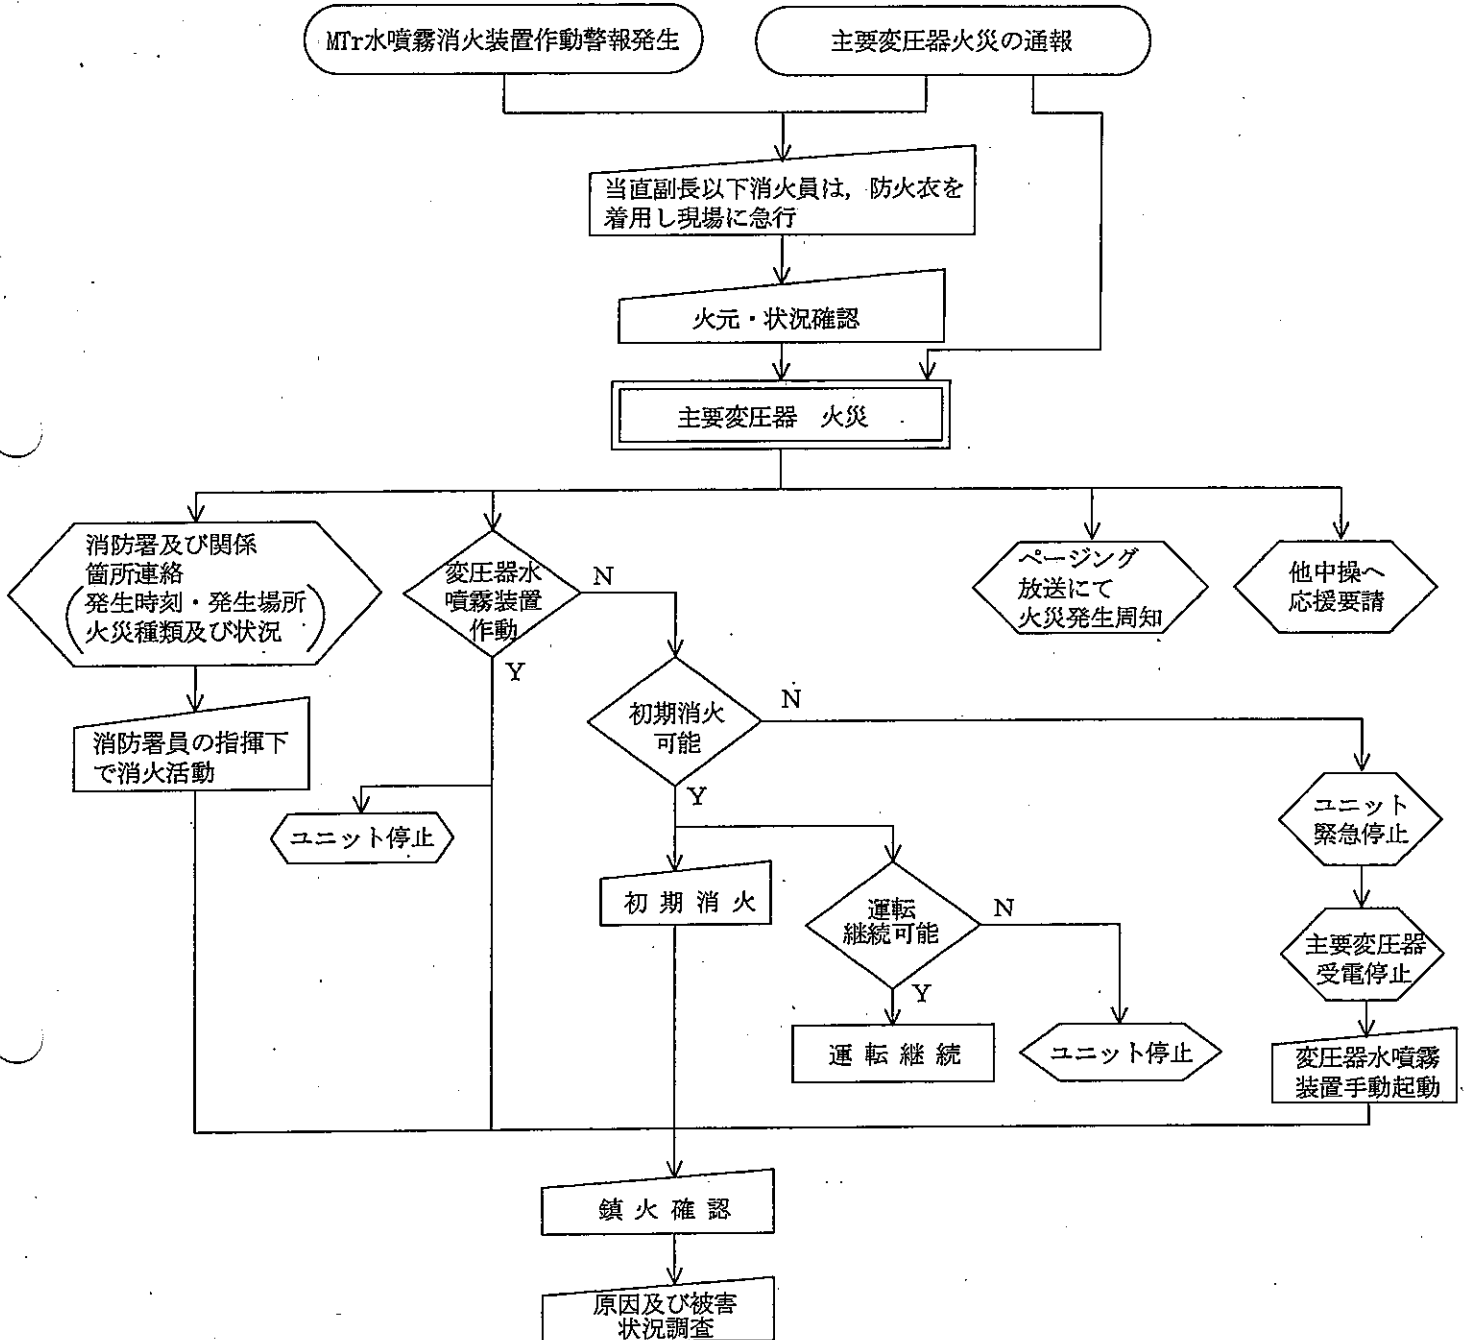 MTr水噴霧消火装置作動警報発生
主要変圧器火災の通報
当直副長以下消火員は，防火衣を
着用し現場に急行
火元・状況確認
主要変圧器　火災
消防署及び関係
箇所連絡
(発生時刻・発生場所
火災種類及び状況)
変圧器水
噴霧装置
作動
N
Y
ページング
放送にて
火災発生周知
他中操へ
応援要請
消防署員の指揮下
で消火活動
初期消火
可能
N
Y
ユニット停止
ユニット
緊急停止
初 期 消 火
運転
継続可能
N
Y
主要変圧器
受電停止
運 転 継 続
ユニット停止
変圧器水噴霧
装置手動起動
鎮 火 確 認
原因及び被害
状況調査